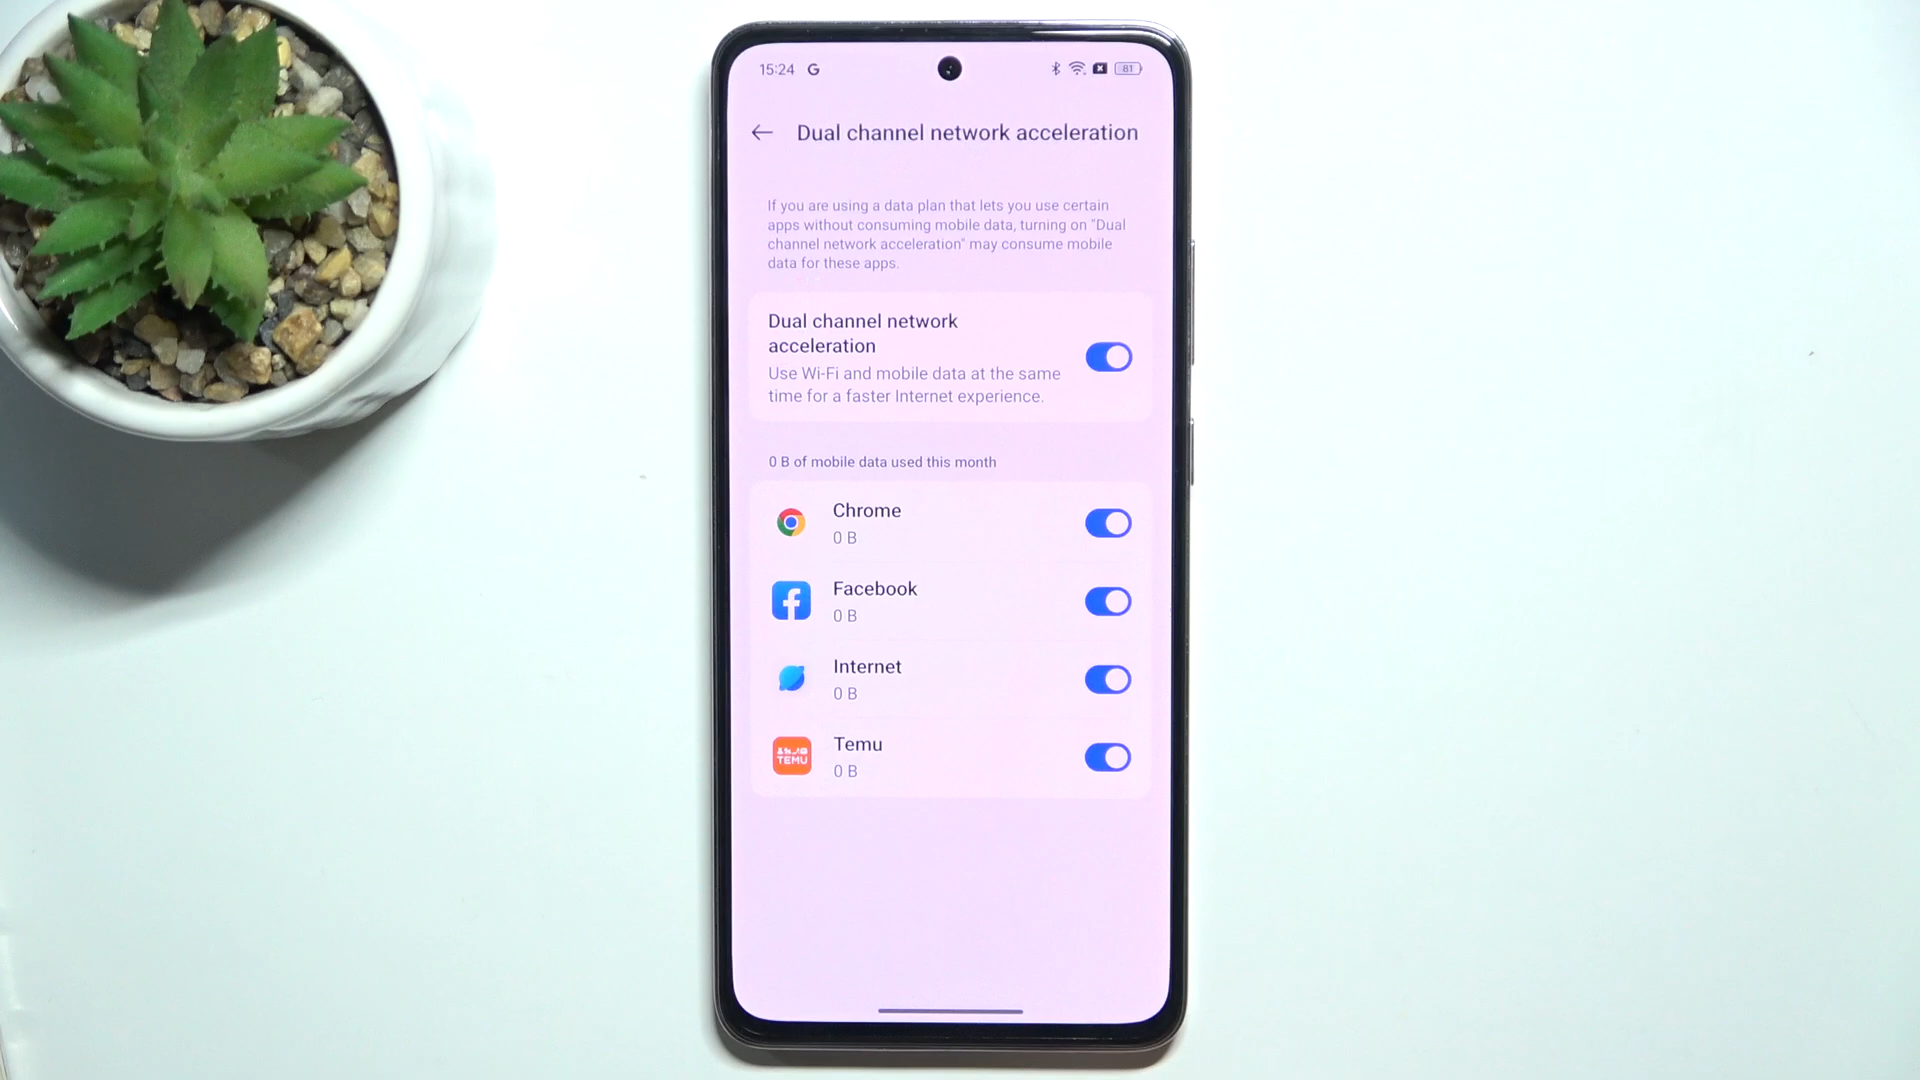 15:24 G 81
Dual channel network acceleration
If you are using a data plan that lets you use certain
apps without consuming mobile data, turning on "Dual
channel network acceleration" may consume mobile
data for these apps.
Dual channel network
acceleration
Use Wi-Fi and mobile data at the same
time for a faster Internet experience.
0 B of mobile data used this month
Chrome
0 B
Facebook
0 B
Internet
0 B
TEMU
Temu
0 B